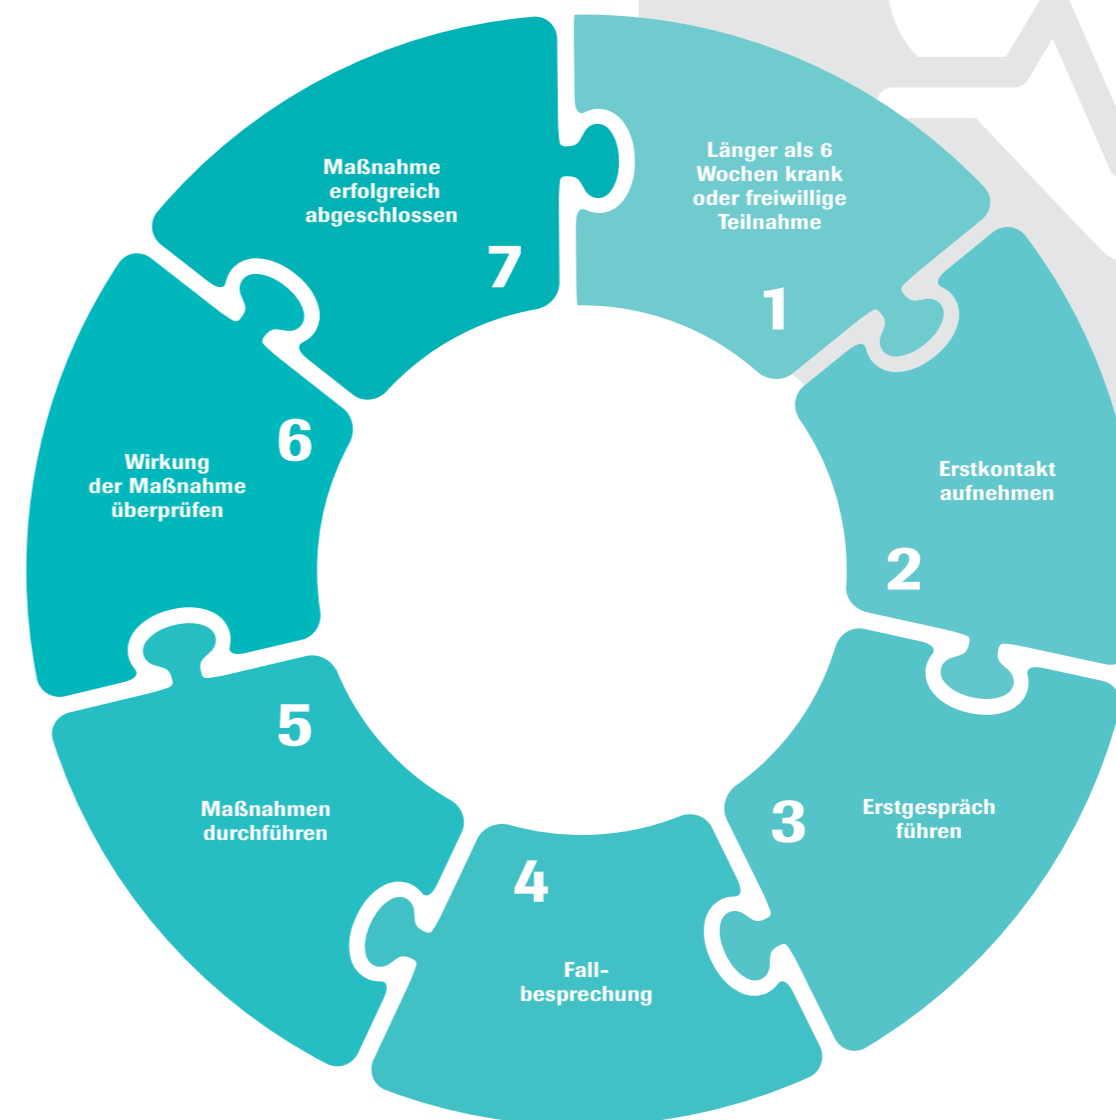 Länger als 6
Wochen krank
oder freiwillige
Teilnahme
1
Erstkontakt
aufnehmen
2
3
Erstgespräch
führen
4
Fall-
besprechung
5
Maßnahmen
durchführen
6
Wirkung
der Maßnahme
überprüfen
Maßnahme
erfolgreich
abgeschlossen
7